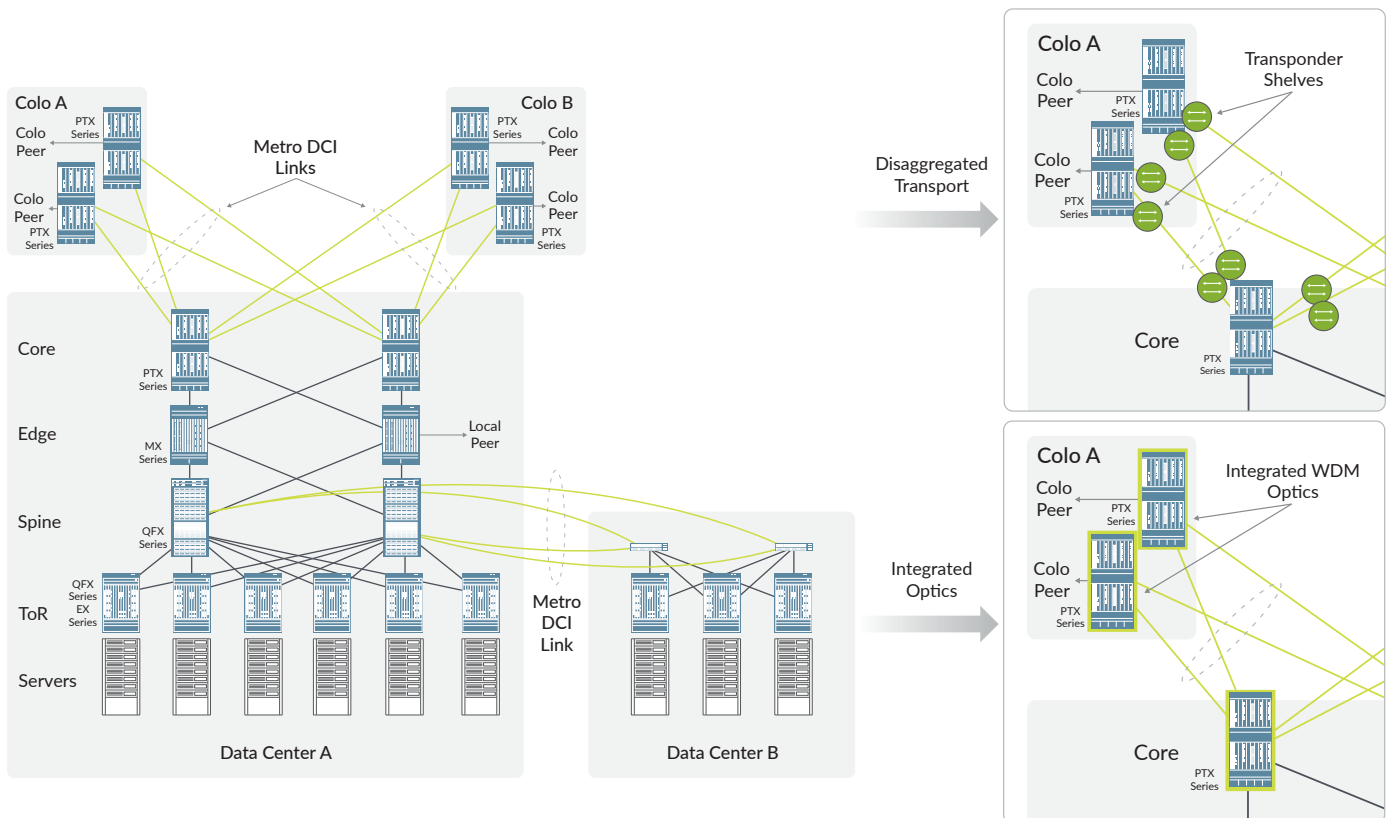 Colo A
PTX
Series
Colo
Peer
Colo
Peer
PTX
Series
Metro DCI
Links
Colo B
PTX
Series
Colo
Peer
Colo
Peer
PTX
Series
Core
PTX
Series
Edge
MX
Series
Local
Peer
Spine
QFX
Series
QFX
Series
EX
Series
ToR
Servers
Metro
DCI
Link
Data Center A
Data Center B
Disaggregated
Transport
Integrated
Optics
Colo A
Colo
Peer
PTX
Series
Colo
Peer
PTX
Series
Transponder
Shelves
Core
PTX
Series
Colo A
Colo
Peer
PTX
Series
Colo
Peer
PTX
Series
Integrated WDM
Optics
Core
PTX
Series